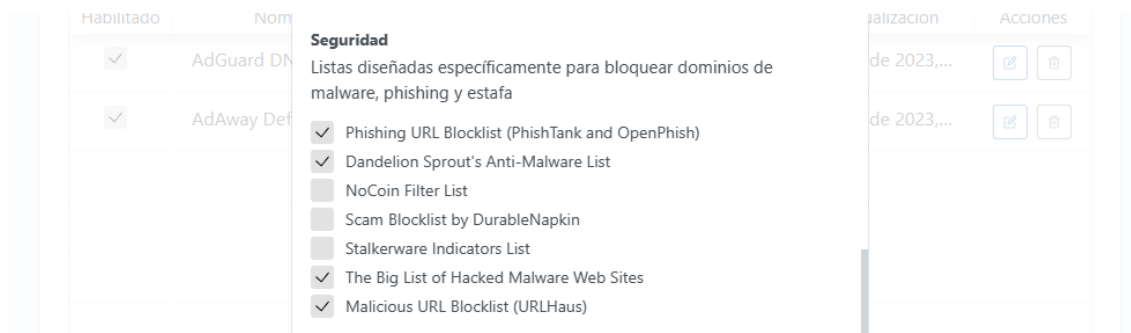 Habilitado Nom ualización Acciones
Seguridad
Listas diseñadas específicamente para bloquear dominios de
malware, phishing y estafa
AdGuard DN de 2023,...
AdAway Def de 2023,...
Phishing URL Blocklist (PhishTank and OpenPhish)
Dandelion Sprout's Anti-Malware List
NoCoin Filter List
Scam Blocklist by DurableNapkin
Stalkerware Indicators List
The Big List of Hacked Malware Web Sites
Malicious URL Blocklist (URLHaus)